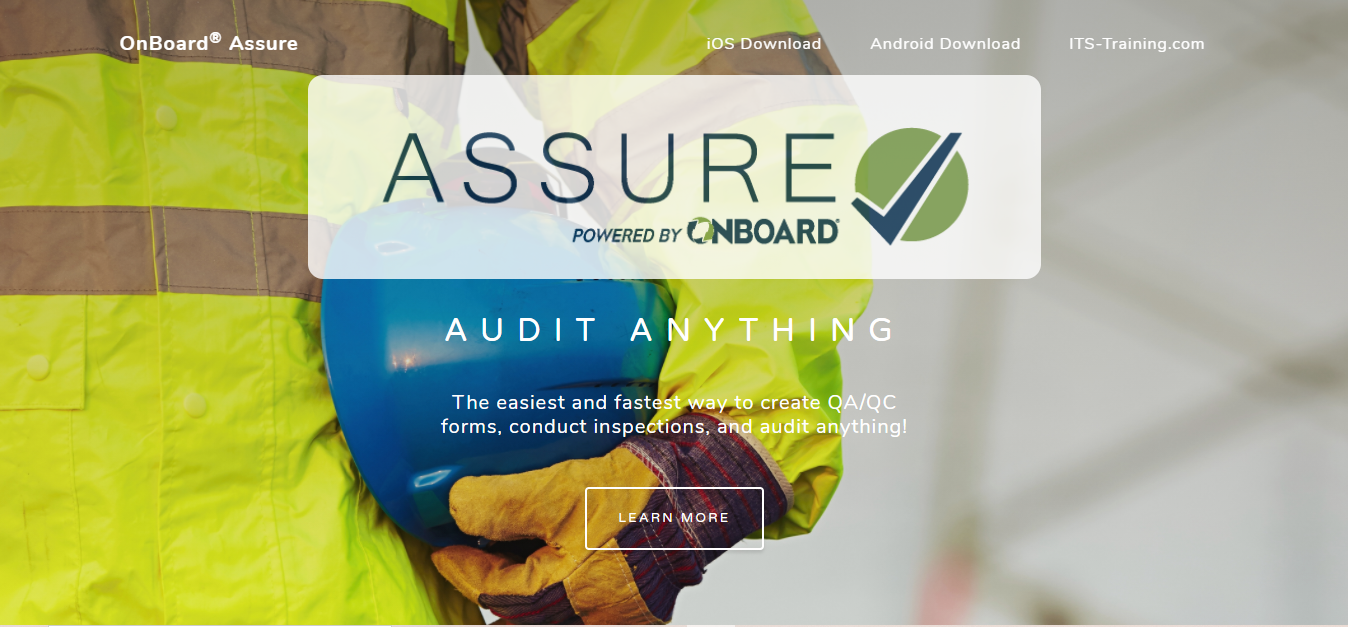 OnBoard® Assure
iOS Download
Android Download
ITS-Training.com
ASSURE
POWERED BY ONBOARD®
AUDIT ANYTHING
The easiest and fastest way to create QA/QC
forms, conduct inspections, and audit anything!
LEARN MORE